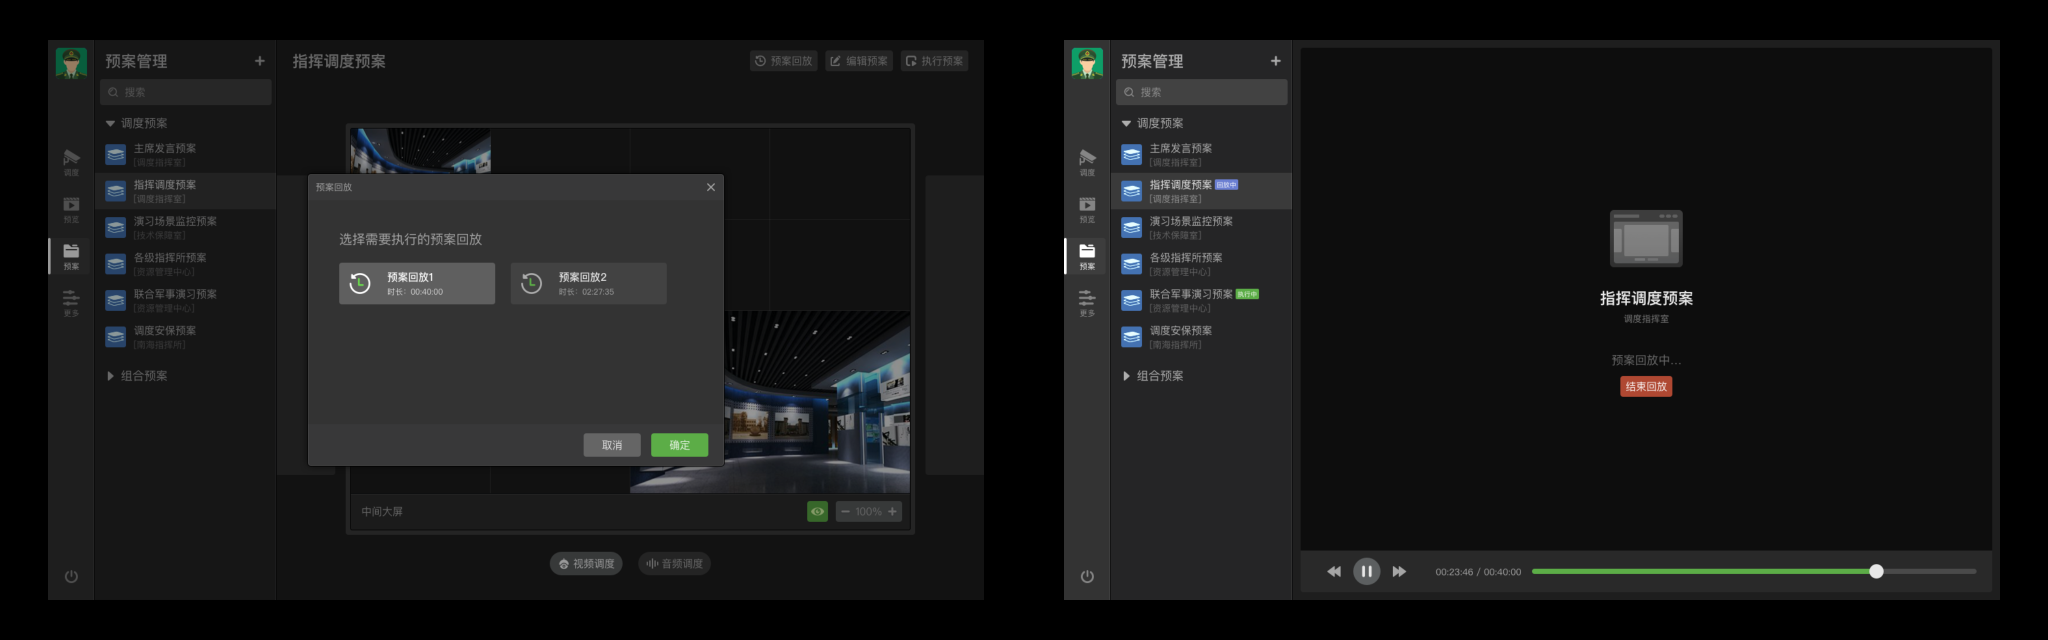 预案管理
+
搜索
调度预案
主席发言预案
[调度指挥室]
指挥调度预案
[调度指挥室]
演习场景监控预案
[技术保障室]
各级指挥所预案
[资源管理中心]
联合军事演习预案
[资源管理中心]
调度安保预案
[南海指挥所]
组合预案
调度
预览
预案
更多
指挥调度预案
预案回放
编辑预案
执行预案
预案回放
选择需要执行的预案回放
预案回放1
时长：00:40:00
预案回放2
时长：02:27:35
取消
确定
中间大屏
100%
视频调度
音频调度
预案管理
+
搜索
调度预案
主席发言预案
[调度指挥室]
指挥调度预案 回放中
[调度指挥室]
演习场景监控预案
[技术保障室]
各级指挥所预案
[资源管理中心]
联合军事演习预案 执行中
[资源管理中心]
调度安保预案
[南海指挥所]
组合预案
调度
预览
预案
更多
指挥调度预案
调度指挥室
预案回放中...
结束回放
00:23:46 / 00:40:00